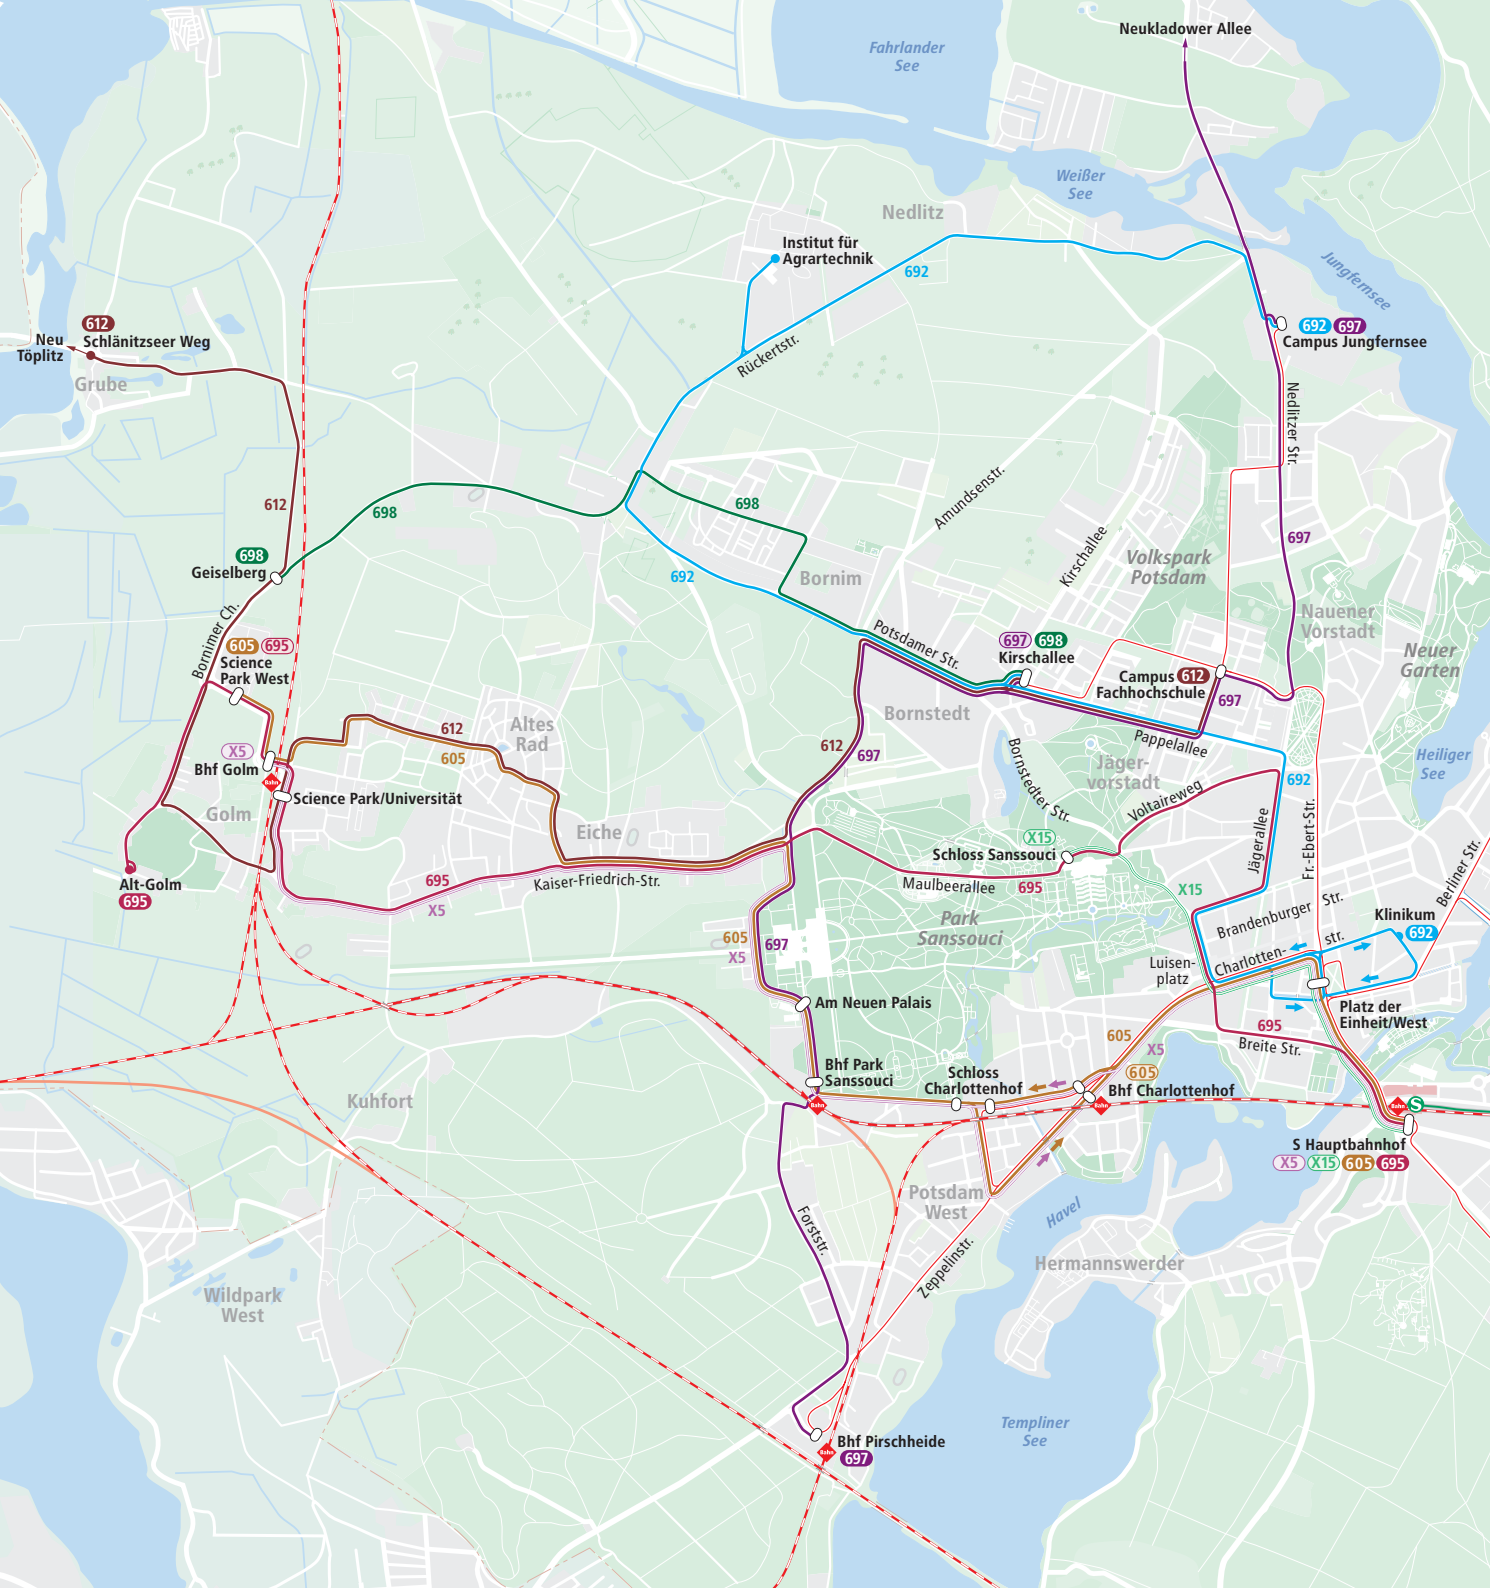 Neukladower Allee
Fahrlander
See
Weißer
See
Nedlitz
Institut für
Agrartechnik
692
Jungfernsee
612
Neu
Töplitz
Schlänitzseer Weg
Grube
692 697
Campus Jungfernsee
Rückertstr.
Nedlitzer Str.
612
698
698
Amundsenstr.
Kirschallee
697
698
Geiselberg
692
Bornim
Volkspark
Potsdam
Bornimer Ch.
Nauener
Vorstadt
Neuer
Garten
605 695
Science
Park West
Potsdamer Str.
697 698
Kirschallee
Campus 612
Fachhochschule
697
X5
Bhf Golm
Bahn
612
605
Altes
Rad
612
697
Bornstedt
Pappelallee
Heiliger
See
Science Park/Universität
Golm
Bornstedter Str.
Jäger-
vorstadt
Voltaireweg
692
Eiche
X15
Schloss Sanssouci
Jägerallee
Fr.-Ebert-Str.
Berliner Str.
Alt-Golm
695
695
X5
Kaiser-Friedrich-Str.
Maulbeerallee
695
X15
Park
Sanssouci
Brandenburger Str.
Klinikum
692
605
X5
697
Luisen-
platz
Charlotten-
str.
Am Neuen Palais
Platz der
Einheit/West
695
Breite Str.
605
X5
Bhf Park
Sanssouci
Bahn
Schloss
Charlottenhof
605
Bhf Charlottenhof
Bahn
Kuhfort
Bahn
S
S Hauptbahnhof
X5 X15 605 695
Potsdam
West
Havel
Forststr.
Zeppelinstr.
Hermannswerder
Wildpark
West
Templiner
See
Bhf Pirschheide
Bahn
697